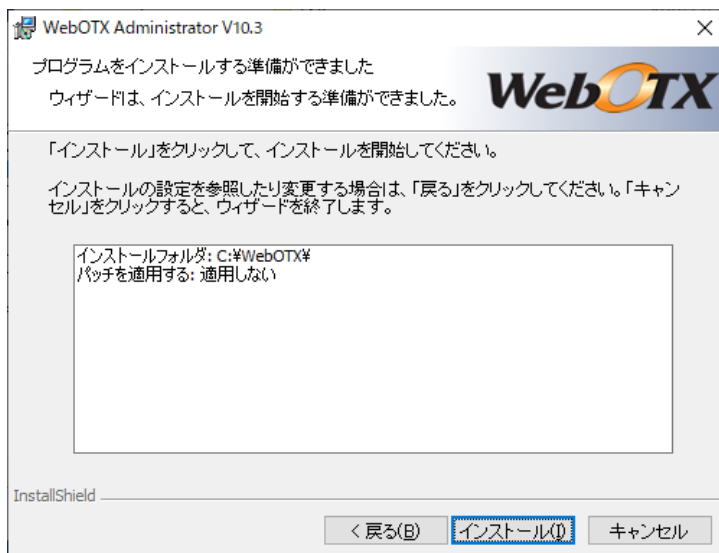 WebOTX Administrator V10.3
プログラムをインストールする準備ができました
ウィザードは、インストールを開始する準備ができました。
WebOTX
「インストール」をクリックして、インストールを開始してください。
インストールの設定を参照したり変更する場合は、「戻る」をクリックしてください。「キャン
セル」をクリックすると、ウィザードを終了します。
インストールフォルダ: C:¥WebOTX¥
パッチを適用する: 適用しない
InstallShield
< 戻る(B)
インストール(I)
キャンセル